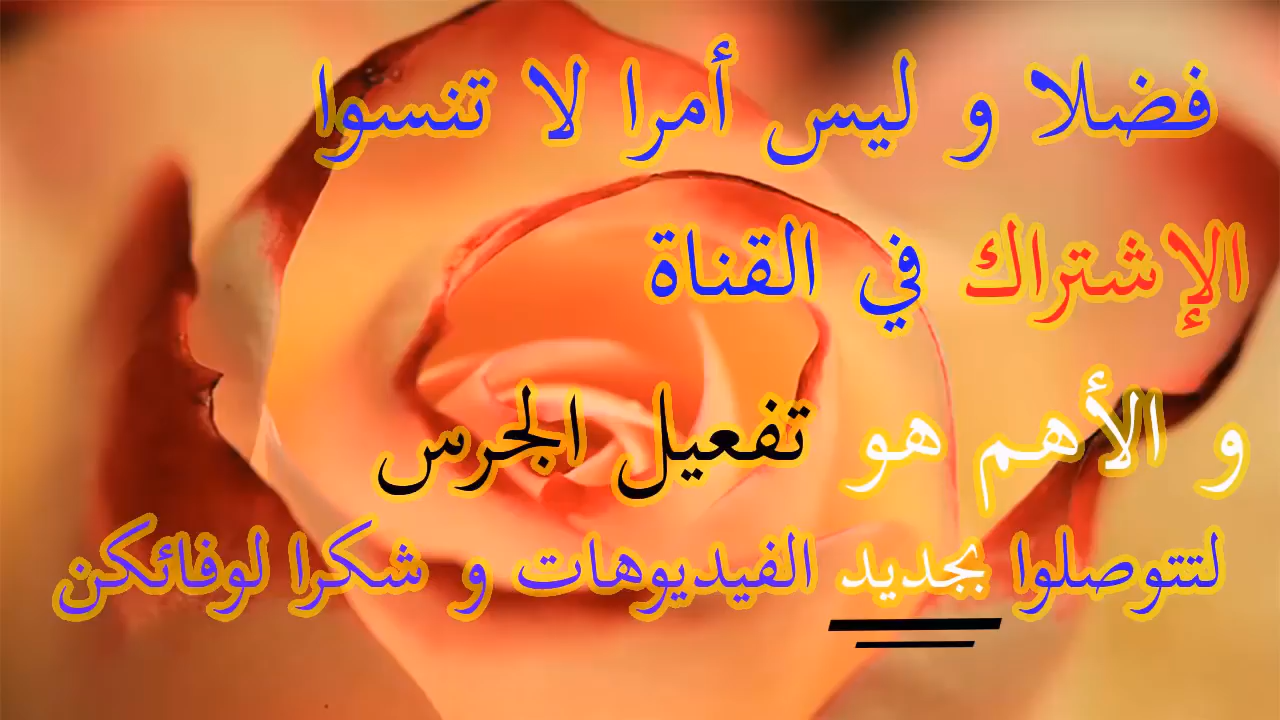 فضلا و ليس أمرا لا تنسوا
الإشتراك في القناة
و الأهم هو تفعيل الجرس
لتتوصلوا بجديد الفيديوهات و شكرا لوفائكن